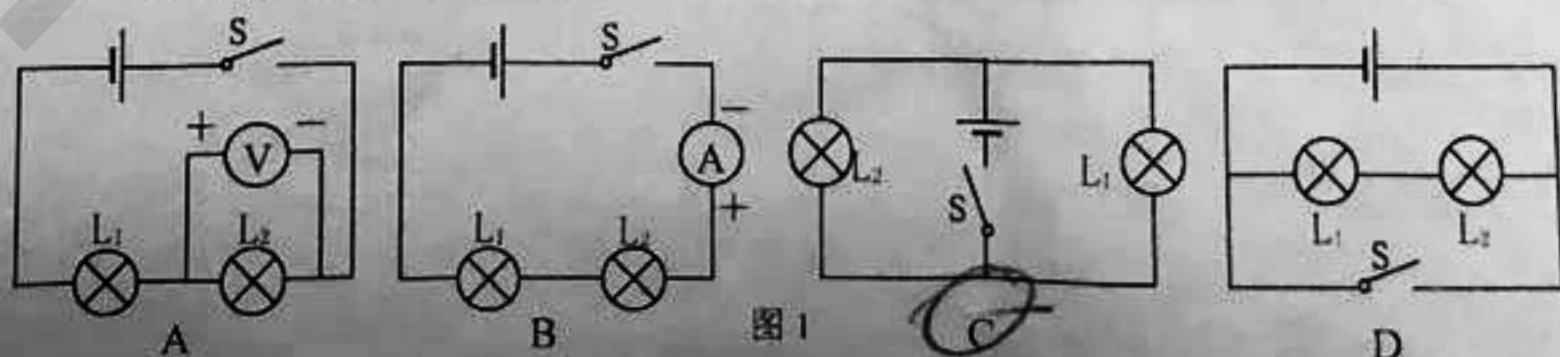 S
+ V −
L₁ L₂
A
S
−
A
+
L₁ L₂
B
图 1
L₂ S L₁
C
L₁ L₂
S
D